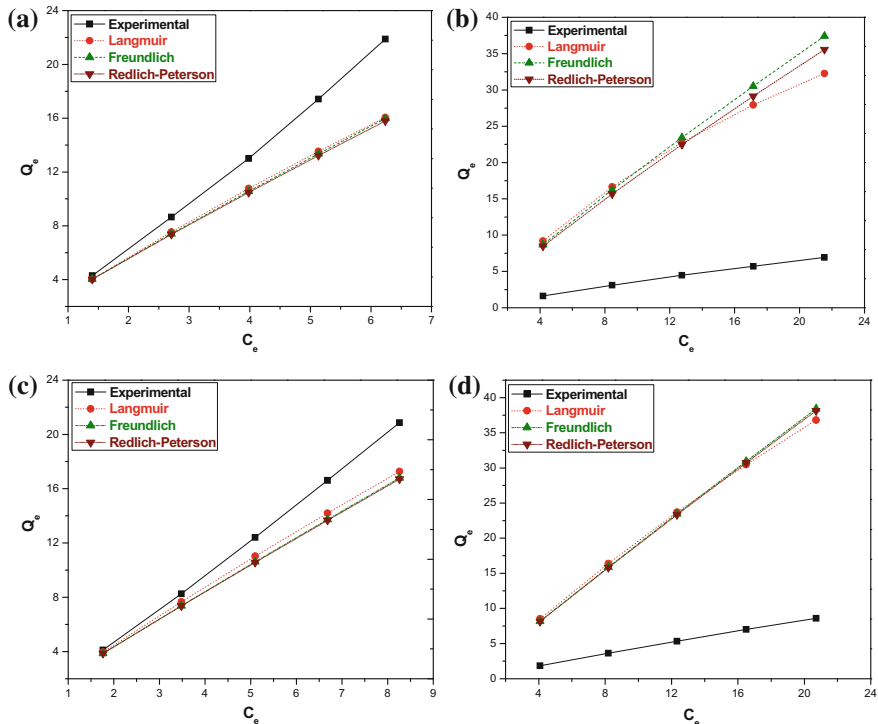 (a)
Experimental
Langmuir
Freundlich
Redlich-Peterson
24
20
16
12
8
4
Qe
1 2 3 4 5 6 7
Ce
(b)
Experimental
Langmuir
Freundlich
Redlich-Peterson
40
35
30
25
20
15
10
5
0
Qe
0 4 8 12 16 20 24
Ce
(c)
Experimental
Langmuir
Freundlich
Redlich-Peterson
24
20
16
12
8
4
Qe
1 2 3 4 5 6 7 8 9
Ce
(d)
Experimental
Langmuir
Freundlich
Redlich-Peterson
40
35
30
25
20
15
10
5
0
Qe
0 4 8 12 16 20 24
Ce